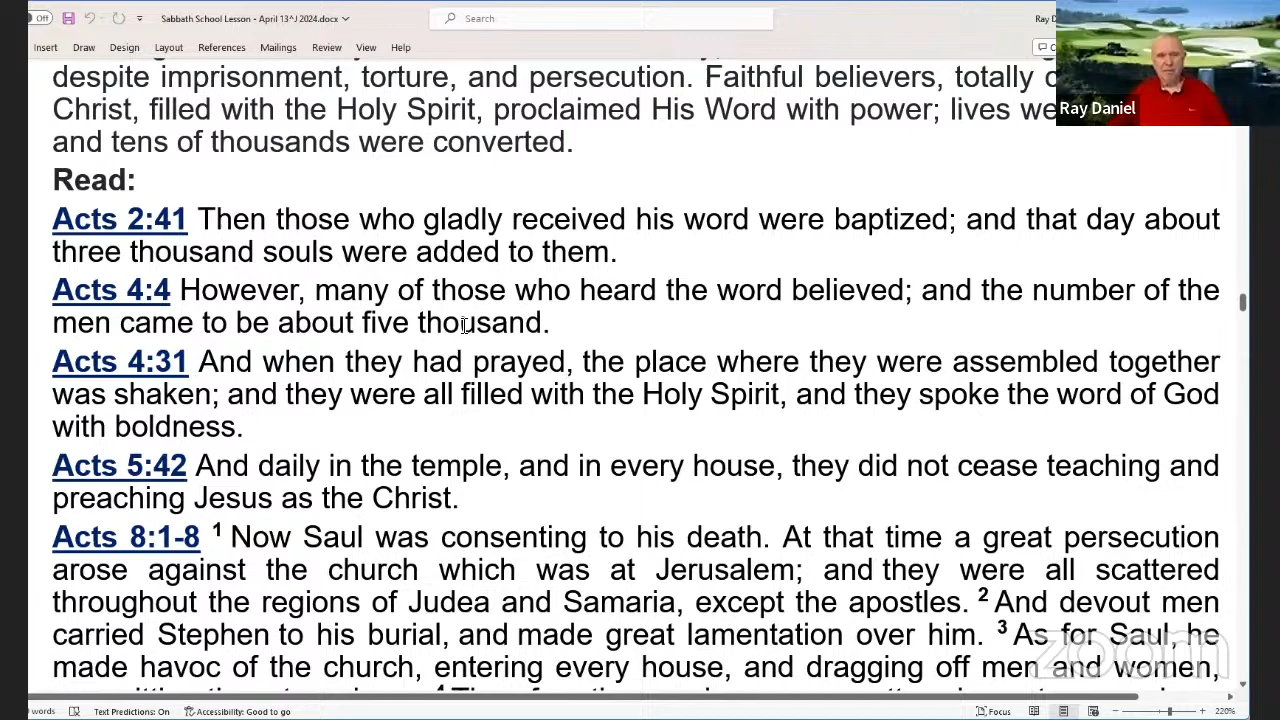 Off
Sabbath School Lesson - April 13^J 2024.docx
Search
Ray D
Insert Draw Design Layout References Mailings Review View Help
despite imprisonment, torture, and persecution. Faithful believers, totally
Christ, filled with the Holy Spirit, proclaimed His Word with power; lives
and tens of thousands were converted.
Ray Daniel
Read:
Acts 2:41 Then those who gladly received his word were baptized; and that day about
three thousand souls were added to them.
Acts 4:4 However, many of those who heard the word believed; and the number of the
men came to be about five thousand.
Acts 4:31 And when they had prayed, the place where they were assembled together
was shaken; and they were all filled with the Holy Spirit, and they spoke the word of God
with boldness.
Acts 5:42 And daily in the temple, and in every house, they did not cease teaching and
preaching Jesus as the Christ.
Acts 8:1-8 1 Now Saul was consenting to his death. At that time a great persecution
arose against the church which was at Jerusalem; and they were all scattered
throughout the regions of Judea and Samaria, except the apostles. 2 And devout men
carried Stephen to his burial, and made great lamentation over him. 3 As for Saul, he
made havoc of the church, entering every house, and dragging off men and women,
zoom
words Text Predictions: On Accessibility: Good to go Focus 220%